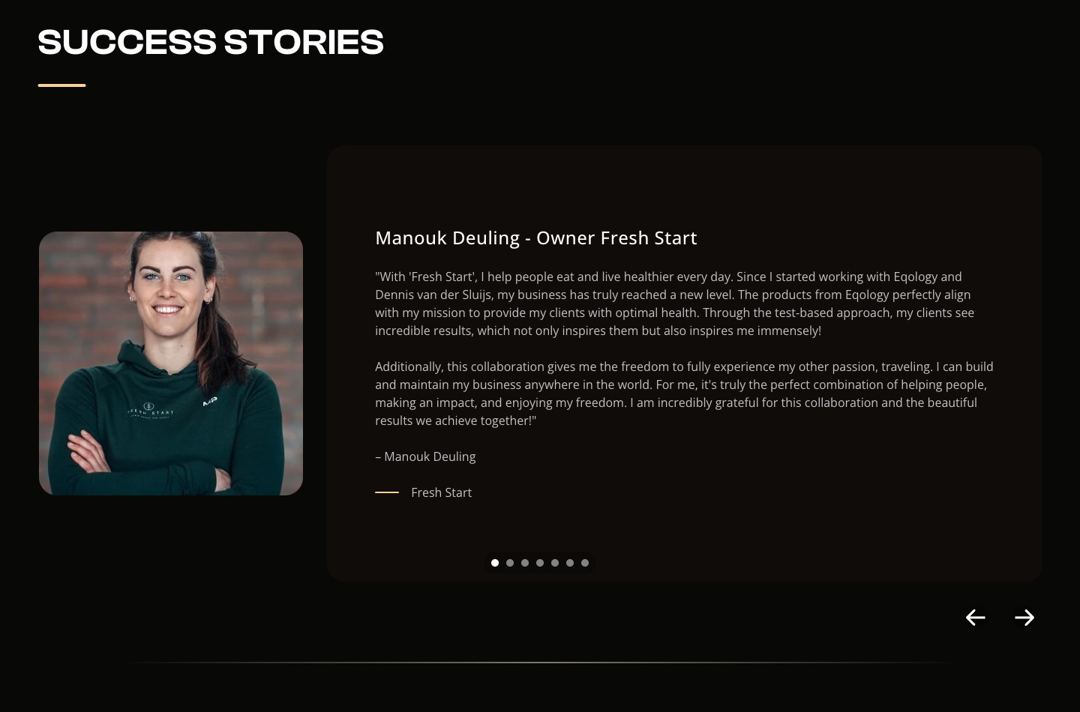 SUCCESS STORIES
Manouk Deuling - Owner Fresh Start
"With 'Fresh Start', I help people eat and live healthier every day. Since I started working with Eqology and
Dennis van der Sluijs, my business has truly reached a new level. The products from Eqology perfectly align
with my mission to provide my clients with optimal health. Through the test-based approach, my clients see
incredible results, which not only inspires them but also inspires me immensely!
Additionally, this collaboration gives me the freedom to fully experience my other passion, traveling. I can build
and maintain my business anywhere in the world. For me, it's truly the perfect combination of helping people,
making an impact, and enjoying my freedom. I am incredibly grateful for this collaboration and the beautiful
results we achieve together!"
– Manouk Deuling
Fresh Start